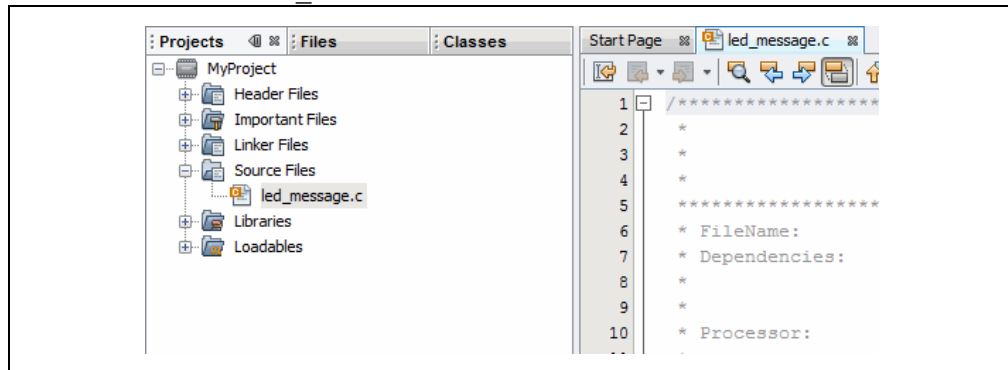 Projects Files Classes
MyProject
Header Files
Important Files
Linker Files
Source Files
led_message.c
Libraries
Loadables
Start Page led_message.c
1 /******************
2 *
3 *
4 *
5 ******************
6 * FileName:
7 * Dependencies:
8 *
9 *
10 * Processor: